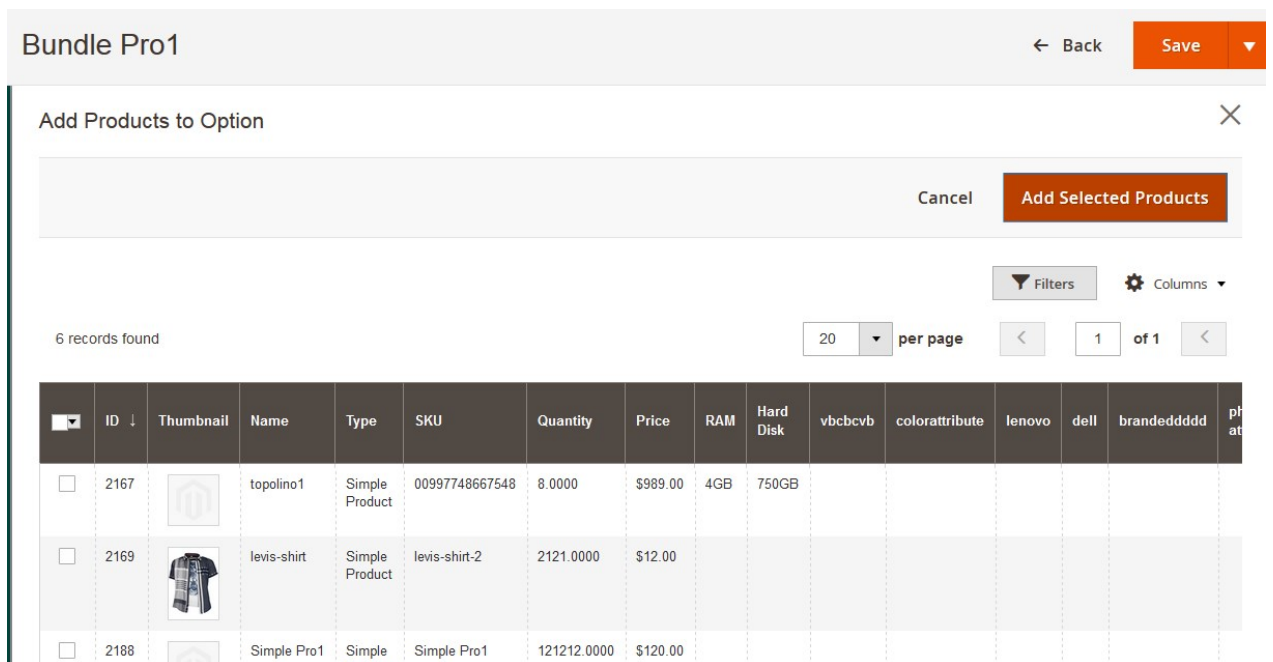 Bundle Pro1
← Back
Save
Add Products to Option
Cancel
Add Selected Products
Filters
Columns
6 records found
20
per page
1
of 1
ID ↓
Thumbnail
Name
Type
SKU
Quantity
Price
RAM
Hard
Disk
vbcbcvb
colorattribute
lenovo
dell
brandeddddd
2167
topolino1
Simple
Product
00997748667548
8.0000
$989.00
4GB
750GB
2169
levis-shirt
Simple
Product
levis-shirt-2
2121.0000
$12.00
2188
Simple Pro1
Simple
Simple Pro1
121212.0000
$120.00